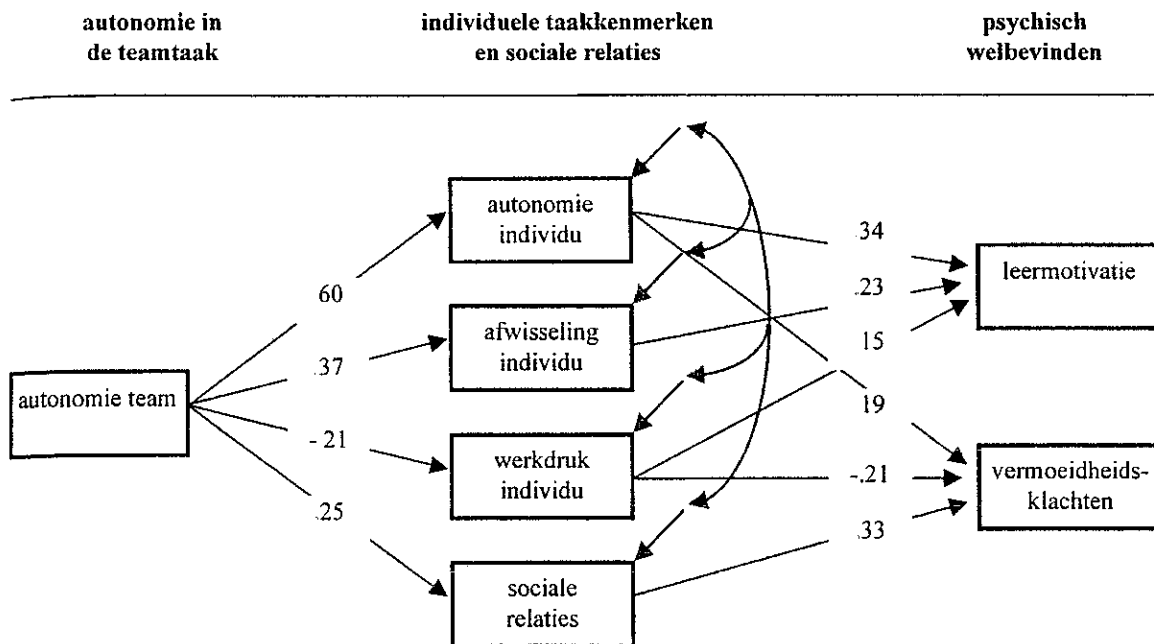 autonomie in
de teamtaak
individuele taakkenmerken
en sociale relaties
psychisch
welbevinden
autonomie
individu
afwisseling
individu
autonomie team
werkdruk
individu
sociale
relaties
60
.37
-.21
.25
34
.23
15
19
-.21
.33
leermotivatie
vermoeidheids-
klachten